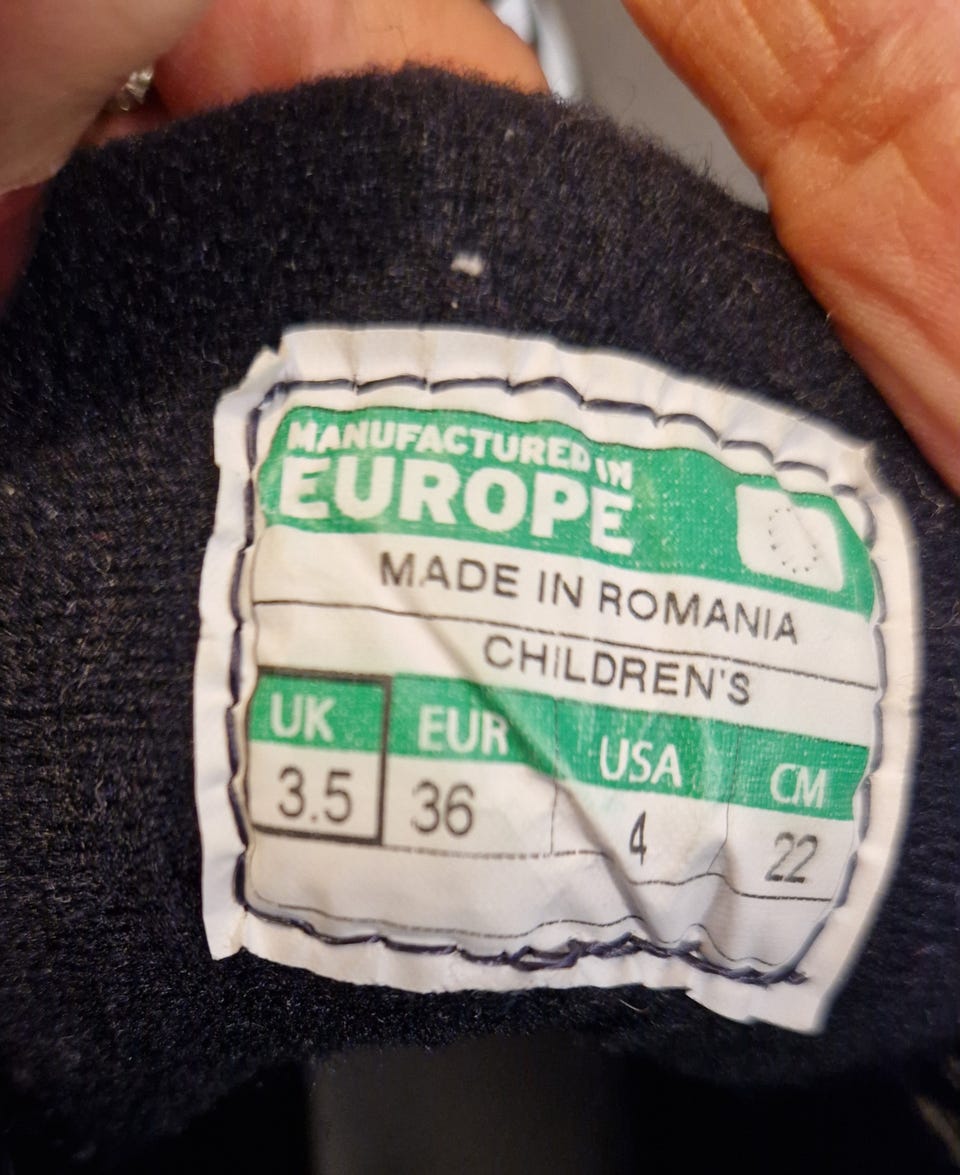 MANUFACTURED IN
EUROPE
MADE IN ROMANIA
CHILDREN'S
UK EUR USA CM
3.5 36 4 22